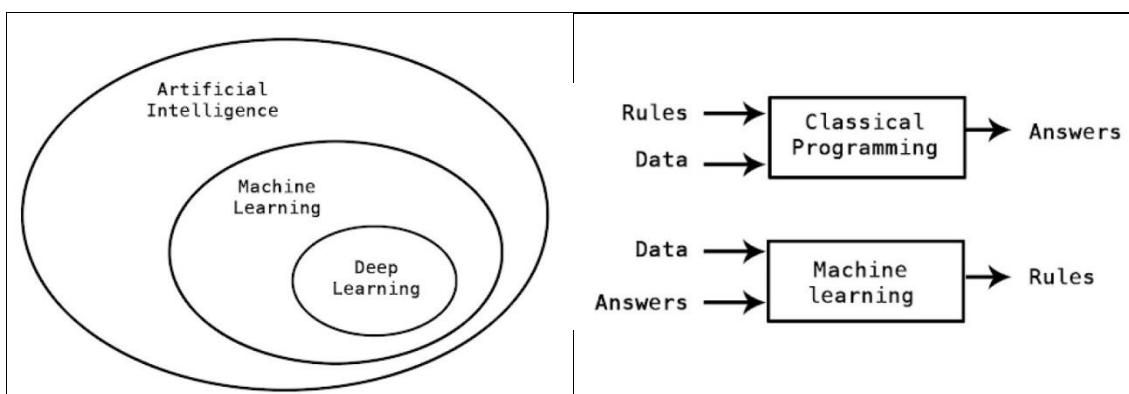 Artificial
Intelligence
Machine
Learning
Deep
Learning
Rules
Data
Classical
Programming
Answers
Data
Answers
Machine
learning
Rules